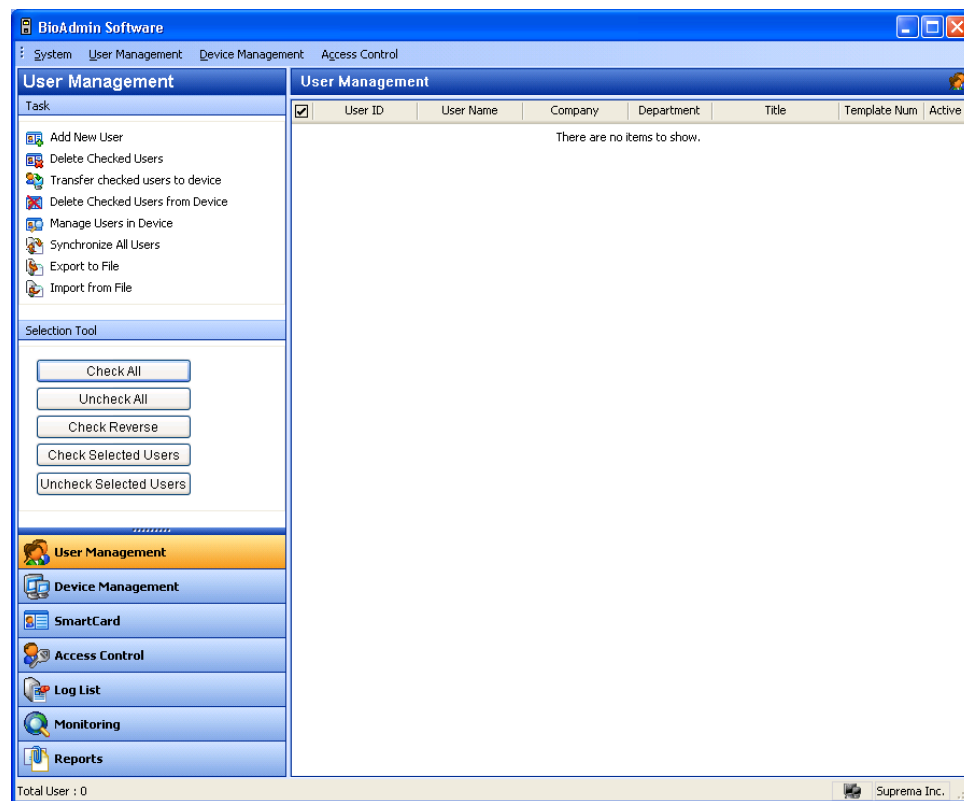 BioAdmin Software
System User Management Device Management Access Control
User Management
Task
Add New User
Delete Checked Users
Transfer checked users to device
Delete Checked Users from Device
Manage Users in Device
Synchronize All Users
Export to File
Import from File
Selection Tool
Check All
Uncheck All
Check Reverse
Check Selected Users
Uncheck Selected Users
User Management
Device Management
SmartCard
Access Control
Log List
Monitoring
Reports
User Management
User ID User Name Company Department Title Template Num Active
There are no items to show.
Total User : 0
Suprema Inc.